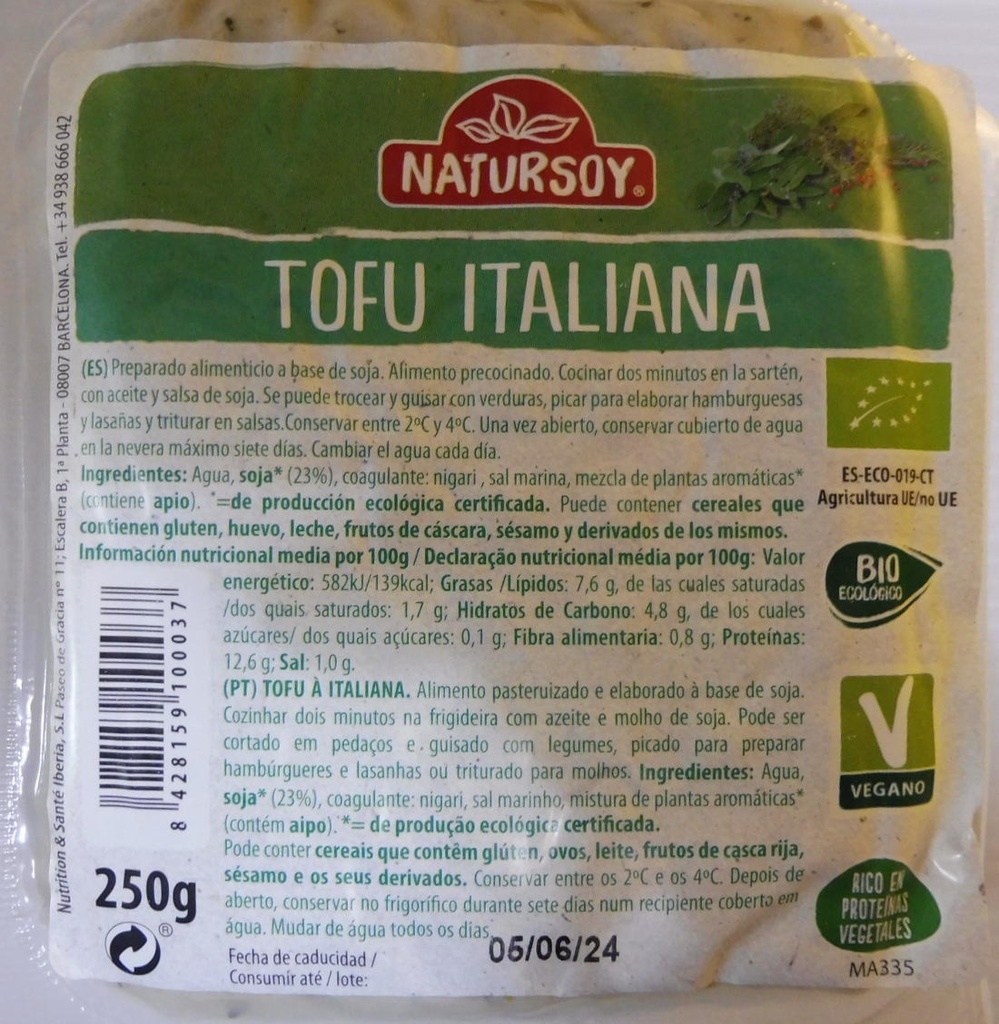 NATURSOY®
TOFU ITALIANA
(ES) Preparado alimenticio a base de soja. Alimento precocinado. Cocinar dos minutos en la sartén,
con aceite y salsa de soja. Se puede trocear y guisar con verduras, picar para elaborar hamburguesas
y lasañas y triturar en salsas.Conservar entre 2ºC y 4ºC. Una vez abierto, conservar cubierto de agua
en la nevera máximo siete días. Cambiar el agua cada día.
Ingredientes: Agua, soja* (23%), coagulante: nigari , sal marina, mezcla de plantas aromáticas*
(contiene apio). *=de producción ecológica certificada. Puede contener cereales que
contienen gluten, huevo, leche, frutos de cáscara, sésamo y derivados de los mismos.
Información nutricional media por 100g / Declaração nutricional média por 100g: Valor
energético: 582kJ/139kcal; Grasas /Lípidos: 7,6 g, de las cuales saturadas
/dos quais saturados: 1,7 g; Hidratos de Carbono: 4,8 g, de los cuales
azúcares/ dos quais açúcares: 0,1 g; Fibra alimentaria: 0,8 g; Proteínas:
12,6 g; Sal: 1,0 g.
(PT) TOFU À ITALIANA. Alimento pasteruizado e elaborado à base de soja.
Cozinhar dois minutos na frigideira com azeite e molho de soja. Pode ser
cortado em pedaços e guisado com legumes, picado para preparar
hambúrgueres e lasanhas ou triturado para molhos. Ingredientes: Agua,
soja* (23%), coagulante: nigari, sal marinho, mistura de plantas aromáticas*
(contém aipo). *= de produção ecológica certificada.
Pode conter cereais que contêm glúten, ovos, leite, frutos de casca rija,
sésamo e os seus derivados. Conservar entre os 2ºC e os 4ºC. Depois de
aberto, conservar no frigorífico durante sete dias num recipiente coberto em
água. Mudar de água todos os dias.
Fecha de caducidad /
Consumir até / lote:
05/06/24
ES-ECO-019-CT
Agricultura UE/no UE
BIO
ECOLÓGICO
V
VEGANO
RICO EN
PROTEÍNAS
VEGETALES
MA335
8 428159 100037
250g
®
Nutrition & Santé Iberia, S.L Paseo de Gracia nº 11; Escalera B, 1ª Planta - 08007 BARCELONA. Tel. +34 938 666 042